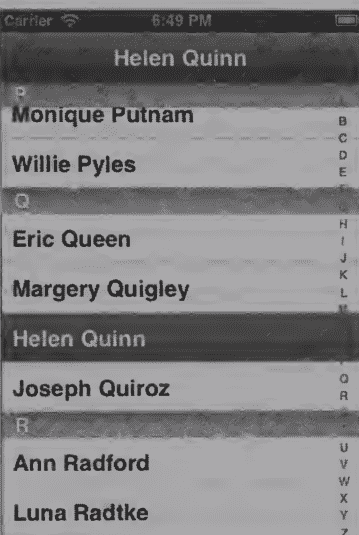 Carrier 6:49 PM
Helen Quinn
P
Monique Putnam
Willie Pyles
Q
Eric Queen
Margery Quigley
Helen Quinn
Joseph Quiroz
R
Ann Radford
Luna Radtke
B
C
D
E
H
I
J
K
L
M
Q
R
U
V
W
X
Y
Z